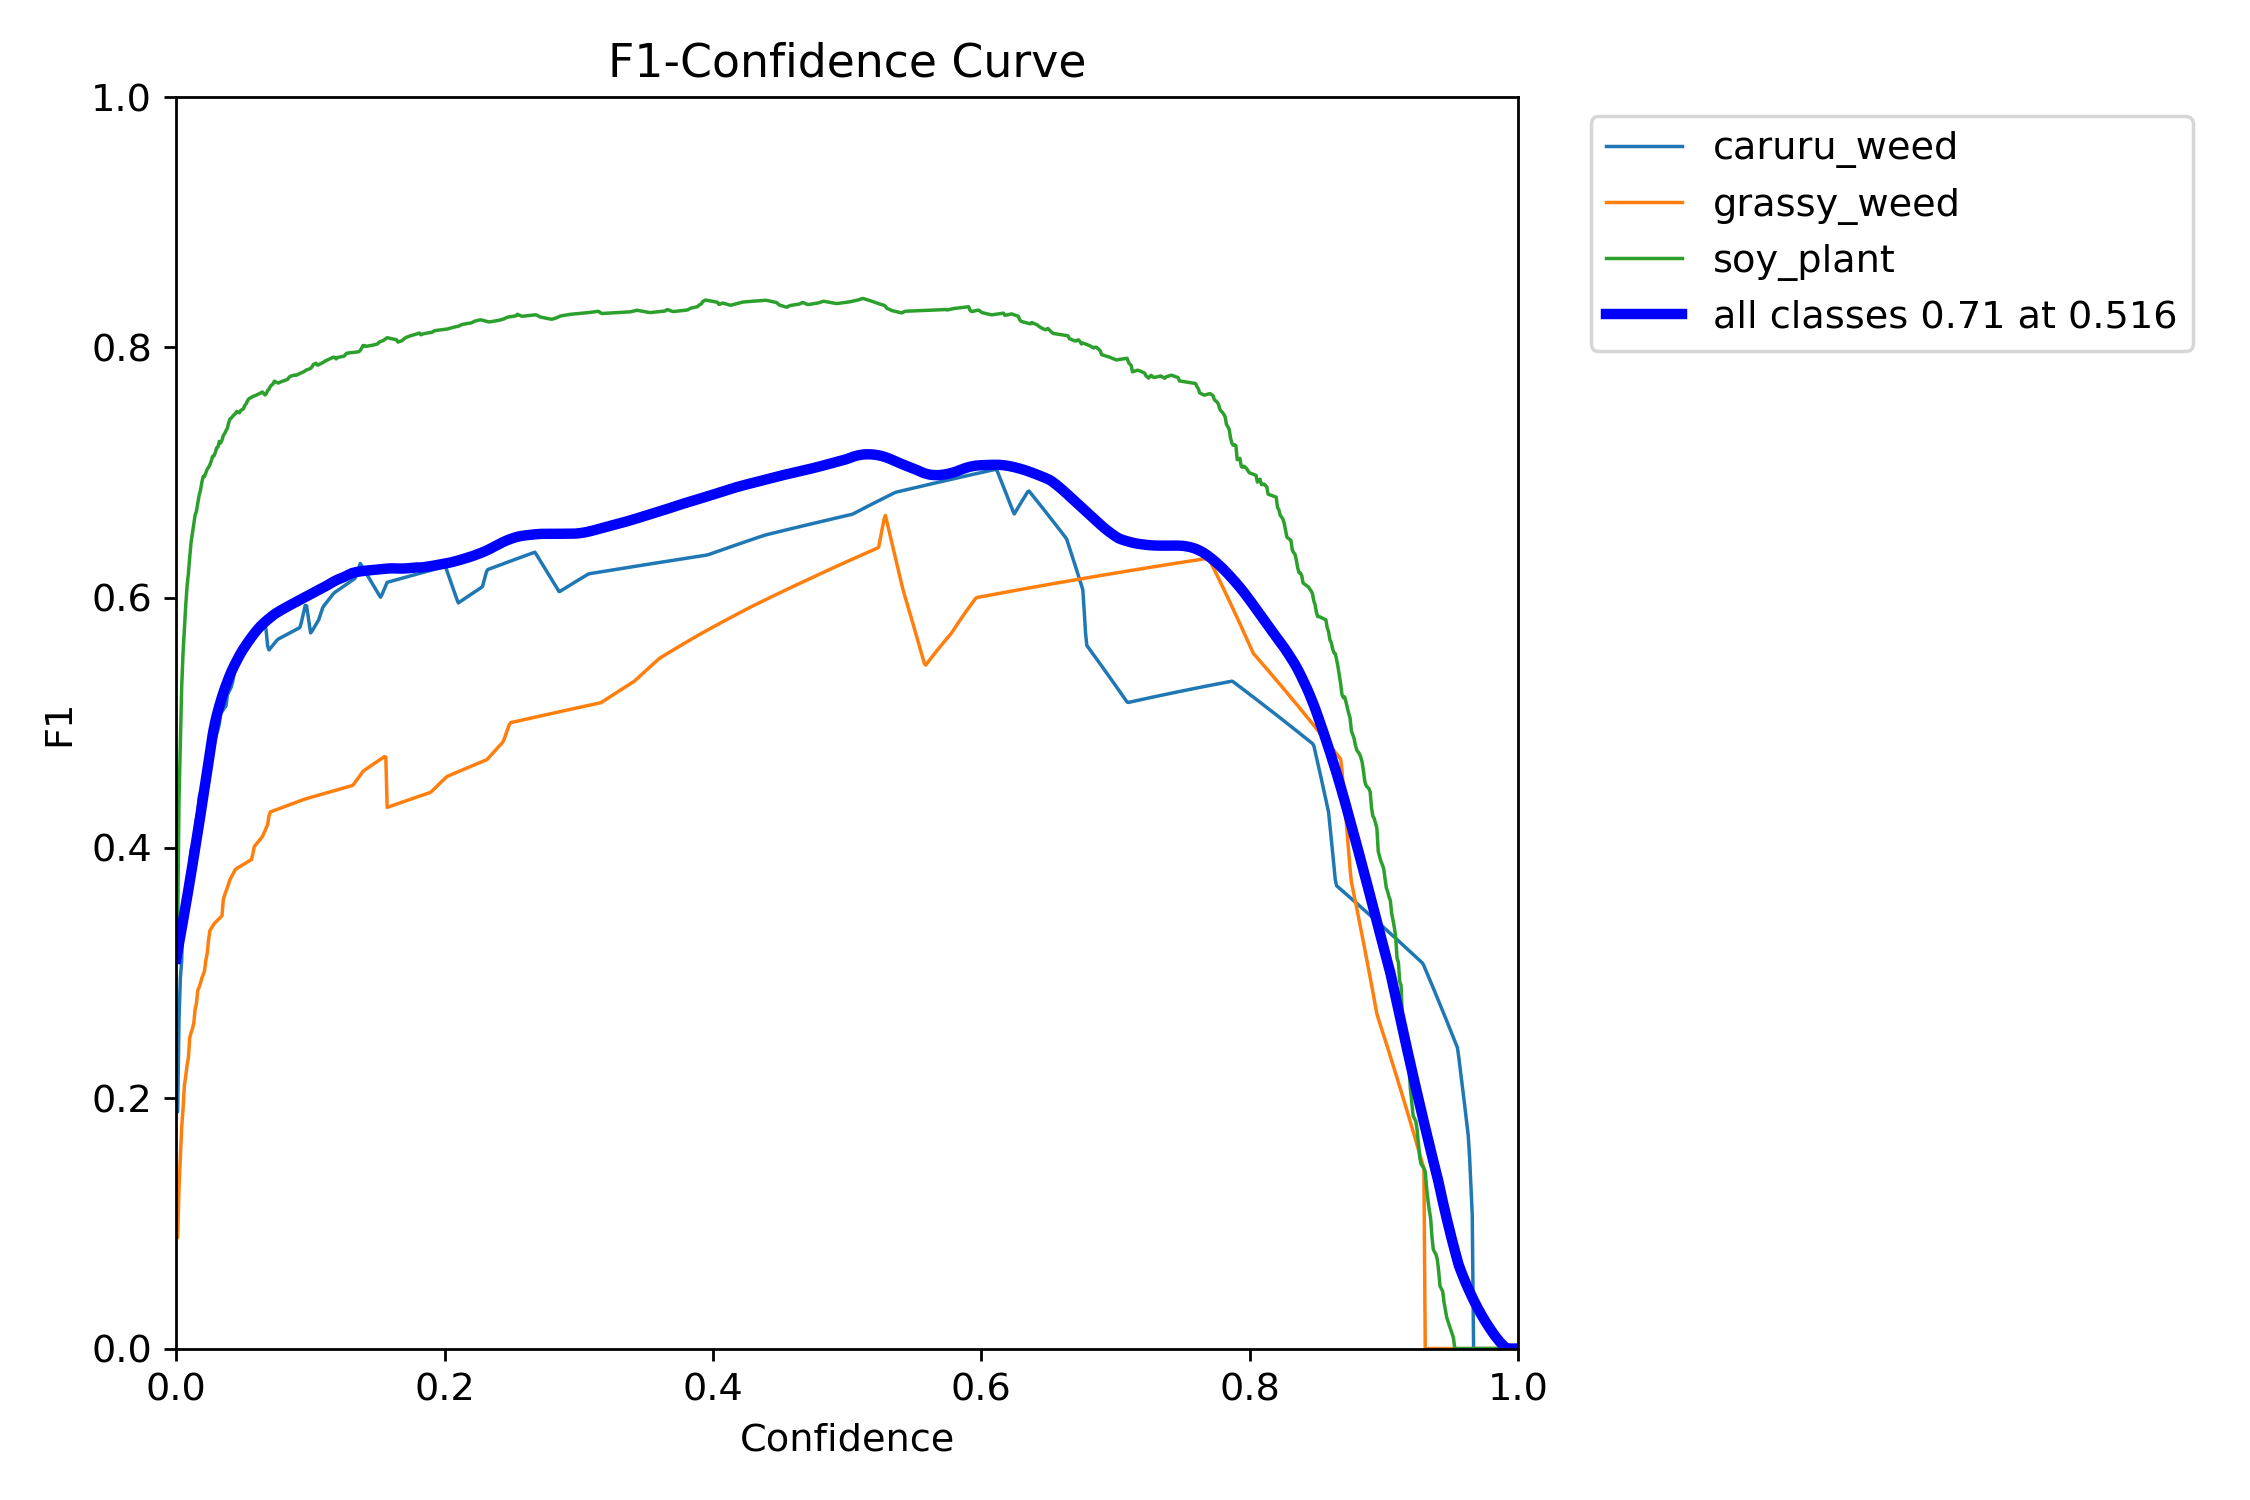 F1-Confidence Curve
1.0
0.8
0.6
0.4
0.2
0.0
F1
0.0 0.2 0.4 0.6 0.8 1.0
Confidence
caruru_weed
grassy_weed
soy_plant
all classes 0.71 at 0.516